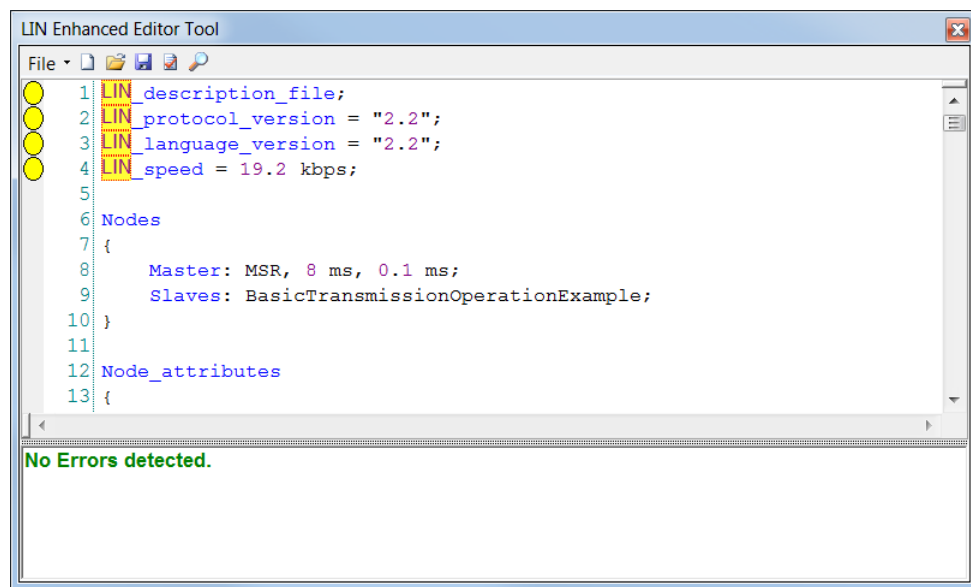 LIN Enhanced Editor Tool
File
1 LIN_description_file;
2 LIN_protocol_version = "2.2";
3 LIN_language_version = "2.2";
4 LIN_speed = 19.2 kbps;
5
6 Nodes
7 {
8 Master: MSR, 8 ms, 0.1 ms;
9 Slaves: BasicTransmissionOperationExample;
10 }
11
12 Node_attributes
13 {
No Errors detected.